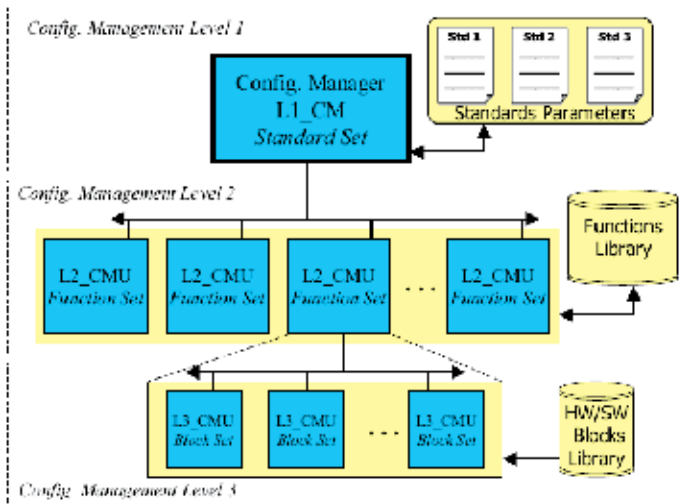 Config. Management Level 1
Std 1 Std 2 Std 3
Standards Parameters
Config. Manager
L1_CM
Standard Set
Config. Management Level 2
Functions
Library
L2_CMU L2_CMU L2_CMU ... L2_CMU
Function Set Function Set Function Set Function Set
L3_CMU L3_CMU ... L3_CMU
Block Set Block Set Block Set
HW/SW
Blocks
Library
Config. Management Level 3